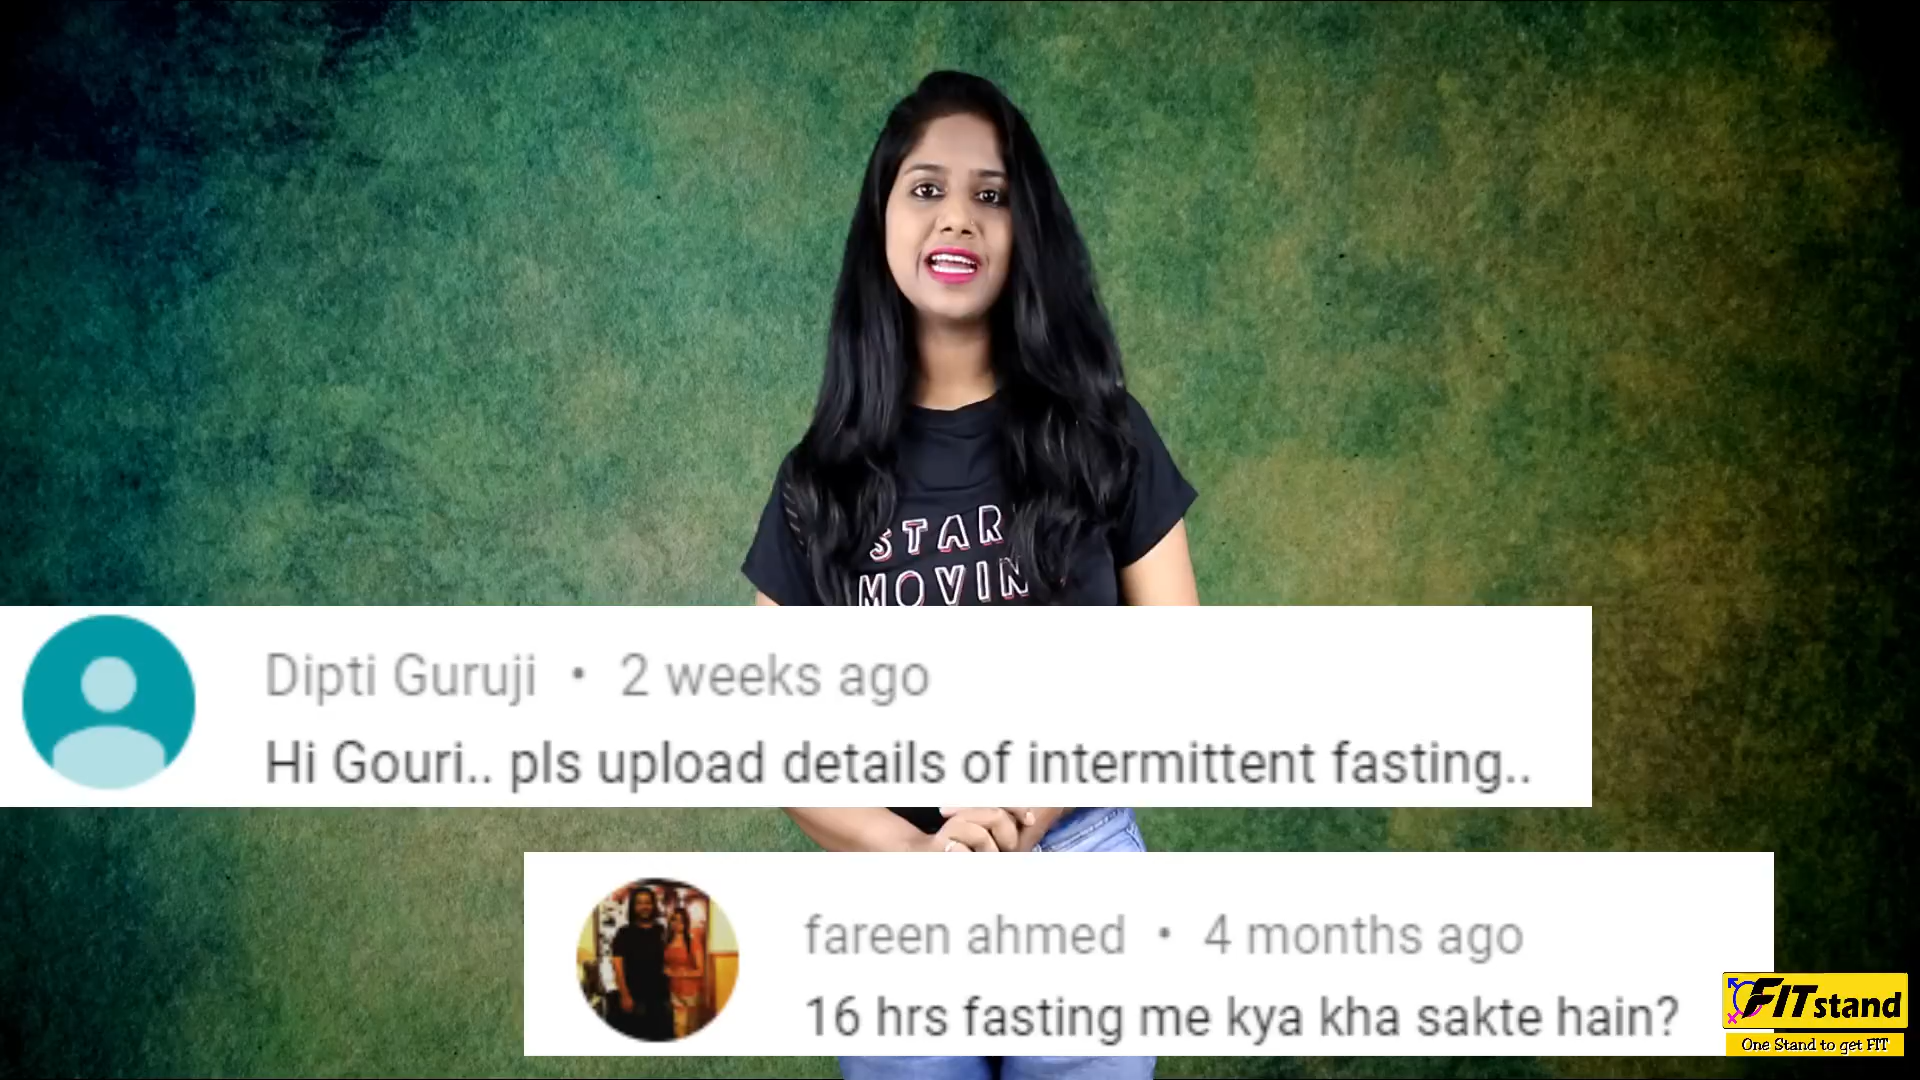 STAR
MOVIN
Dipti Guruji • 2 weeks ago
Hi Gouri.. pls upload details of intermittent fasting..
fareen ahmed • 4 months ago
16 hrs fasting me kya kha sakte hain?
FITstand
One Stand to get FIT